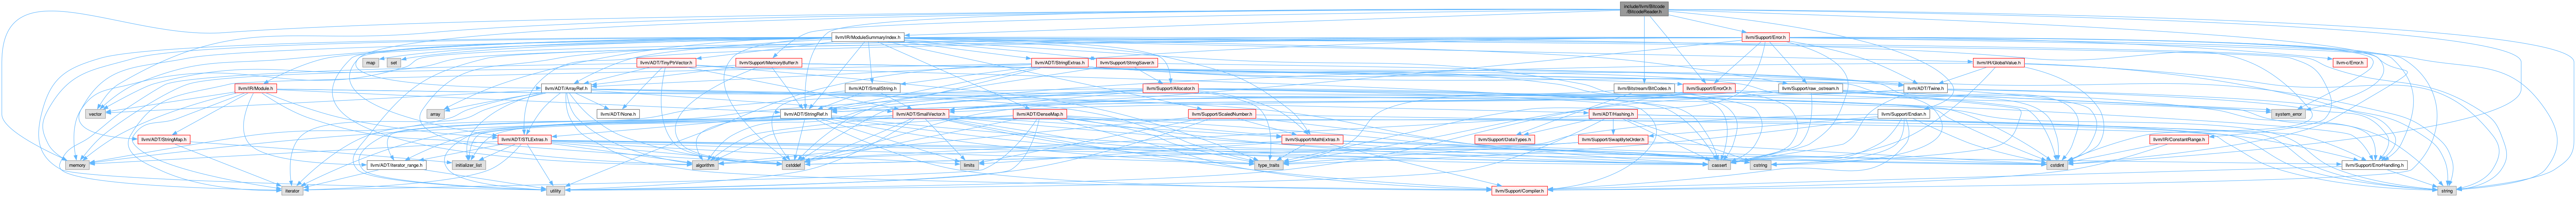 include/llvm/Bitcode
/BitcodeReader.h
llvm/IR/ModuleSummaryIndex.h
llvm/Support/Error.h
map
set
llvm/ADT/TinyPtrVector.h
llvm/Support/MemoryBuffer.h
llvm/ADT/StringExtras.h
llvm/Support/StringSaver.h
llvm/IR/GlobalValue.h
llvm-c/Error.h
llvm/IR/Module.h
llvm/ADT/ArrayRef.h
llvm/ADT/SmallString.h
llvm/Support/Allocator.h
llvm/Bitstream/BitCodes.h
llvm/Support/ErrorOr.h
llvm/Support/raw_ostream.h
llvm/ADT/Twine.h
vector
array
llvm/ADT/None.h
llvm/ADT/StringRef.h
llvm/ADT/SmallVector.h
llvm/ADT/DenseMap.h
llvm/Support/ScaledNumber.h
llvm/ADT/Hashing.h
llvm/Support/Endian.h
system_error
llvm/ADT/StringMap.h
llvm/ADT/STLExtras.h
llvm/Support/MathExtras.h
llvm/Support/DataTypes.h
llvm/Support/SwapByteOrder.h
llvm/IR/ConstantRange.h
memory
llvm/ADT/iterator_range.h
initializer_list
algorithm
cstddef
limits
type_traits
cassert
cstring
cstdint
llvm/Support/ErrorHandling.h
iterator
utility
llvm/Support/Compiler.h
string